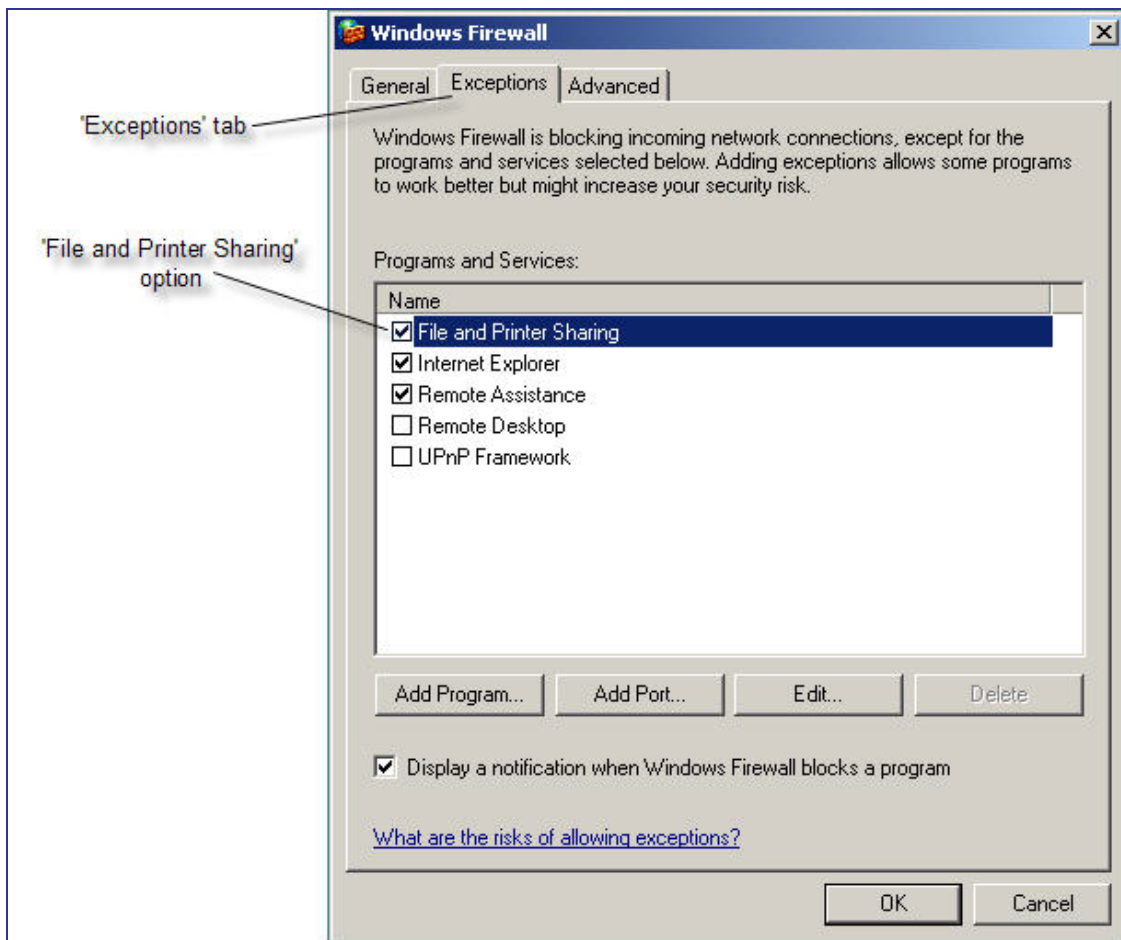 Windows Firewall
General Exceptions Advanced
'Exceptions' tab
Windows Firewall is blocking incoming network connections, except for the
programs and services selected below. Adding exceptions allows some programs
to work better but might increase your security risk.
'File and Printer Sharing'
option
Programs and Services:
Name
File and Printer Sharing
Internet Explorer
Remote Assistance
Remote Desktop
UPnP Framework
Add Program... Add Port... Edit... Delete
Display a notification when Windows Firewall blocks a program
What are the risks of allowing exceptions?
OK Cancel